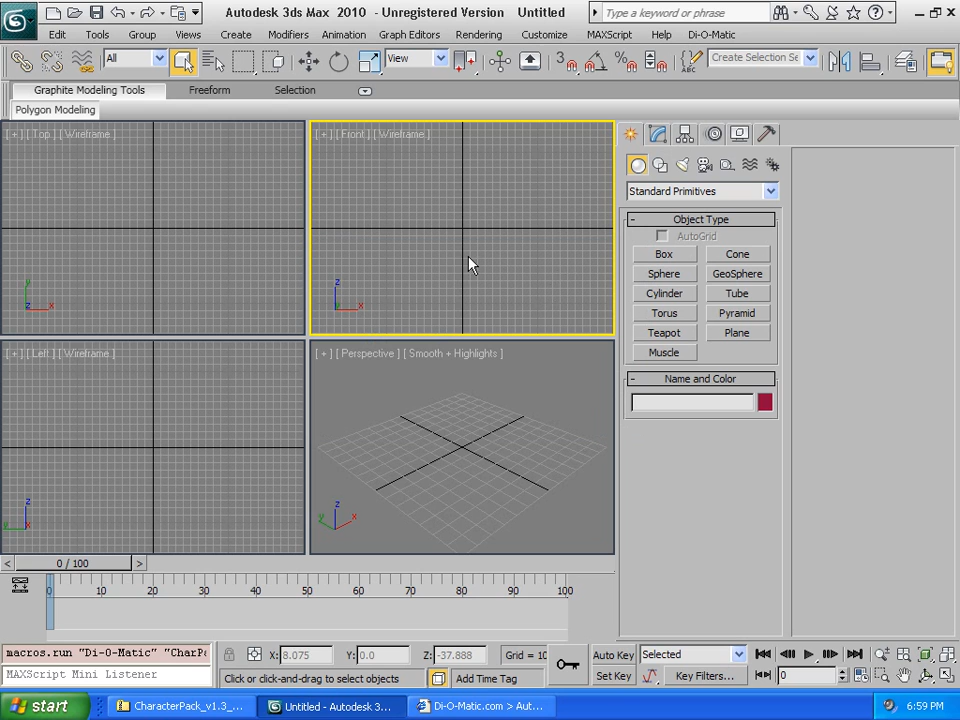 Autodesk 3ds Max 2010 - Unregistered Version Untitled
Type a keyword or phrase
Edit Tools Group Views Create Modifiers Animation Graph Editors Rendering Customize MAXScript Help Di-O-Matic
All View 3 Create Selection Se
Graphite Modeling Tools Freeform Selection
Polygon Modeling
[ + ] [ Top ] [ Wireframe ]
[ + ] [ Front ] [ Wireframe ]
Standard Primitives
- Object Type
AutoGrid
Box Cone
Sphere GeoSphere
Cylinder Tube
Torus Pyramid
Teapot Plane
Muscle
- Name and Color
y z x
z y x
[ + ] [ Left ] [ Wireframe ]
[ + ] [ Perspective ] [ Smooth + Highlights ]
z y x
z y x
< 0 / 100 >
0 10 20 30 40 50 60 70 80 90 100
macros.run "Di-O-Matic" "CharPa
MAXScript Mini Listener
X: 8.075 Y: 0.0 Z: -37.888 Grid = 10
Click or click-and-drag to select objects Add Time Tag
Auto Key Selected
Set Key Key Filters... 0
start CharacterPack_v1.3_... Untitled - Autodesk 3... Di-O-Matic.com > Aut... 6:59 PM